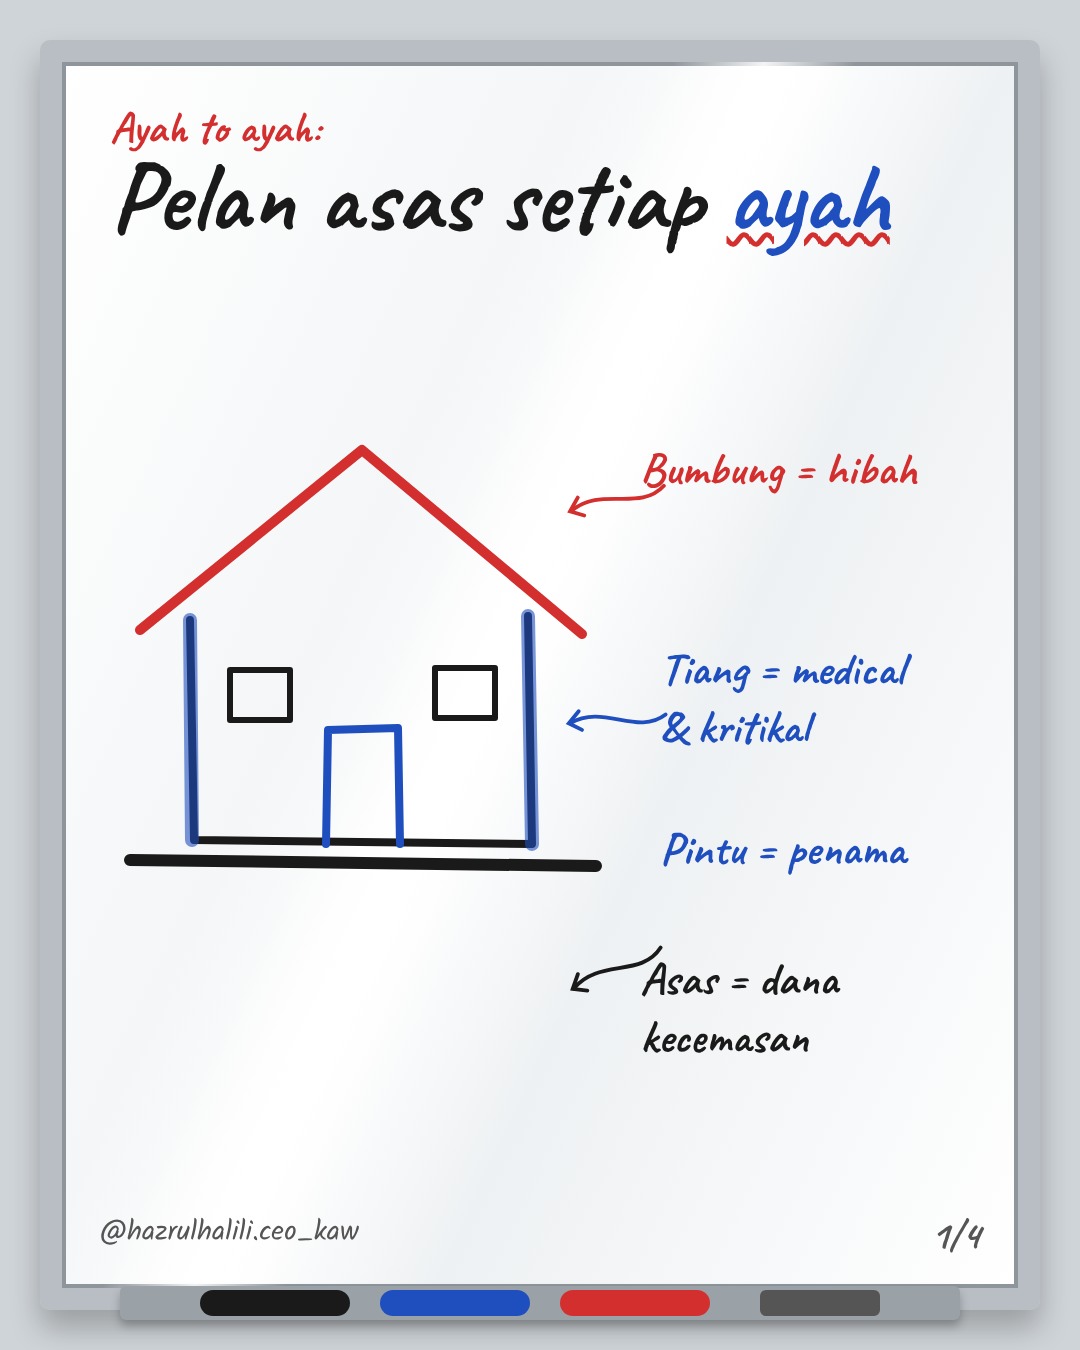 Ayah to ayah:
Pelan asas setiap ayah
Bumbung = hibah
Tiang = medical
& kritikal
Pintu = penama
Asas = dana
kecemasan
@hazrulhalili.ceo_kaw
1/4